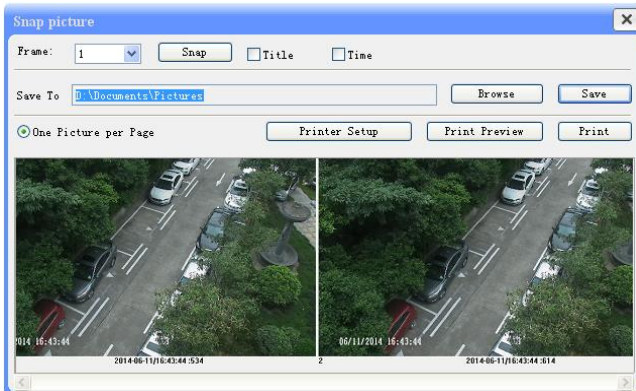 Snap picture
Frame: 1 Snap Title Time
Save To D:\Documents\Pictures Browse Save
One Picture per Page Printer Setup Print Preview Print
2014 16:43:44 06/11/2014 16:43:44
2014-06-11/16:43:44 :534 2 2014-06-11/16:43:44 :614